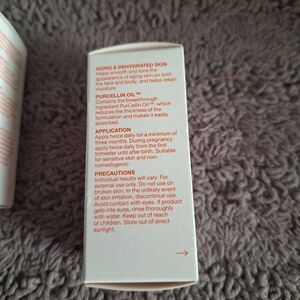 AGING & DEHYDRATED SKIN
Helps smooth and tone the
appearance of aging skin on both
the face and body, and helps retain
moisture.
PURCELLIN OIL™
Contains the breakthrough
ingredient PurCellin Oil™, which
reduces the thickness of the
formulation and makes it easily
absorbed.
APPLICATION
Apply twice daily for a minimum of
three months. During pregnancy
apply twice daily from the first
trimester until after birth. Suitable
for sensitive skin and non-
comedogenic.
PRECAUTIONS
Individual results will vary. For
external use only. Do not use on
broken skin. In the unlikely event
of skin irritation, discontinue use.
Avoid contact with eyes. If product
gets into eyes, rinse thoroughly
with water. Keep out of reach
of children. Store out of direct
sunlight.